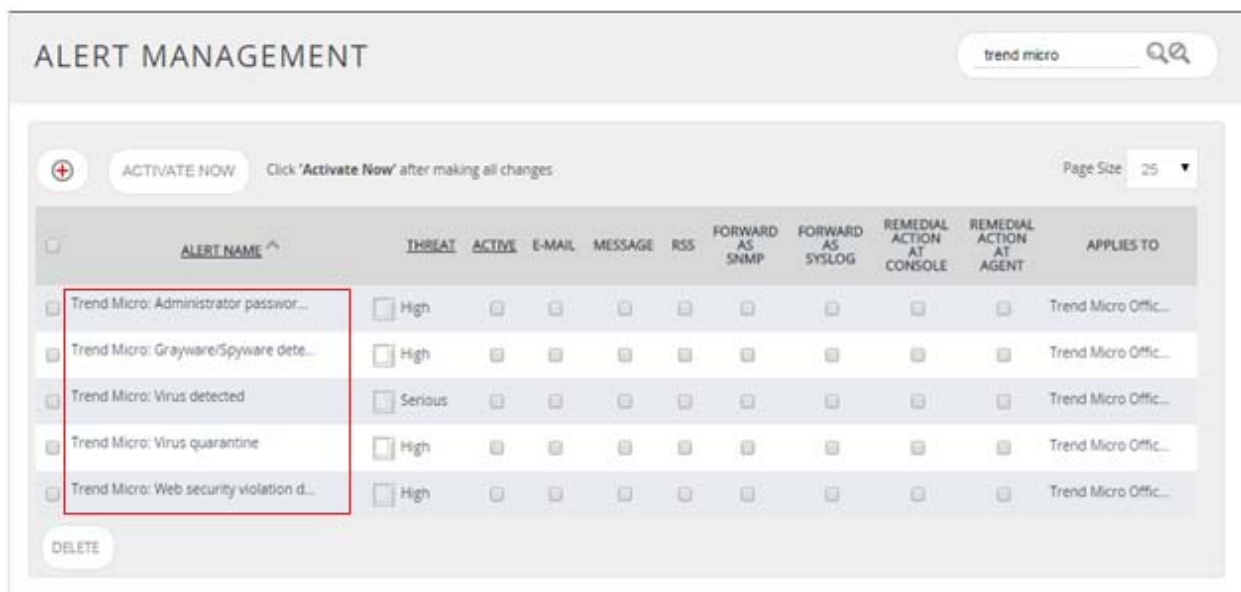 ALERT MANAGEMENT
trend micro
ACTIVATE NOW Click 'Activate Now' after making all changes Page Size 25
ALERT NAME THREAT ACTIVE E-MAIL MESSAGE RSS FORWARD AS SNMP FORWARD AS SYSLOG REMEDIAL ACTION AT CONSOLE REMEDIAL ACTION AT AGENT APPLIES TO
Trend Micro: Administrator passwor... High Trend Micro Offic...
Trend Micro: Grayware/Spyware dete... High Trend Micro Offic...
Trend Micro: Virus detected Serious Trend Micro Offic...
Trend Micro: Virus quarantine High Trend Micro Offic...
Trend Micro: Web security violation d... High Trend Micro Offic...
DELETE